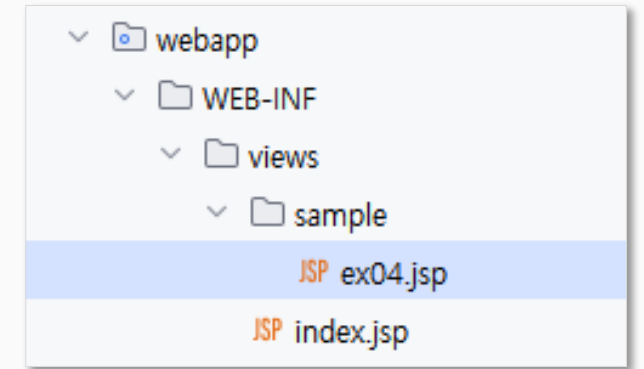 webapp
WEB-INF
views
sample
JSP ex04.jsp
JSP index.jsp